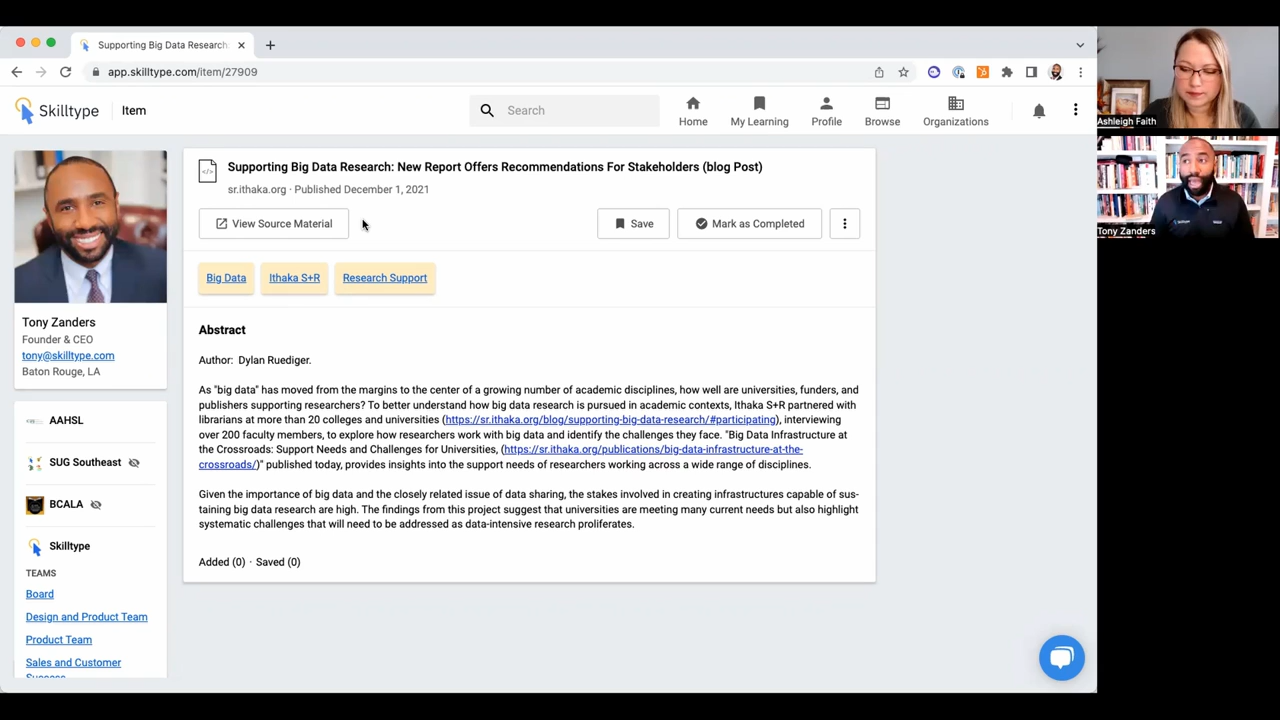 Supporting Big Data Research:
app.skilltype.com/item/27909
Skilltype
Item
Search
Home
My Learning
Profile
Browse
Organizations
Supporting Big Data Research: New Report Offers Recommendations For Stakeholders (blog Post)
sr.ithaka.org · Published December 1, 2021
View Source Material
Save
Mark as Completed
Big Data
Ithaka S+R
Research Support
Abstract
Author: Dylan Ruediger.
As "big data" has moved from the margins to the center of a growing number of academic disciplines, how well are universities, funders, and
publishers supporting researchers? To better understand how big data research is pursued in academic contexts, Ithaka S+R partnered with
librarians at more than 20 colleges and universities (https://sr.ithaka.org/blog/supporting-big-data-research/#participating), interviewing
over 200 faculty members, to explore how researchers work with big data and identify the challenges they face. "Big Data Infrastructure at
the Crossroads: Support Needs and Challenges for Universities, (https://sr.ithaka.org/publications/big-data-infrastructure-at-the-
crossroads/)" published today, provides insights into the support needs of researchers working across a wide range of disciplines.
Given the importance of big data and the closely related issue of data sharing, the stakes involved in creating infrastructures capable of sus-
taining big data research are high. The findings from this project suggest that universities are meeting many current needs but also highlight
systematic challenges that will need to be addressed as data-intensive research proliferates.
Added (0) · Saved (0)
Tony Zanders
Founder & CEO
tony@skilltype.com
Baton Rouge, LA
AAHSL
SUG Southeast
BCALA
Skilltype
TEAMS
Board
Design and Product Team
Product Team
Sales and Customer
Success
Ashleigh Faith
Tony Zanders